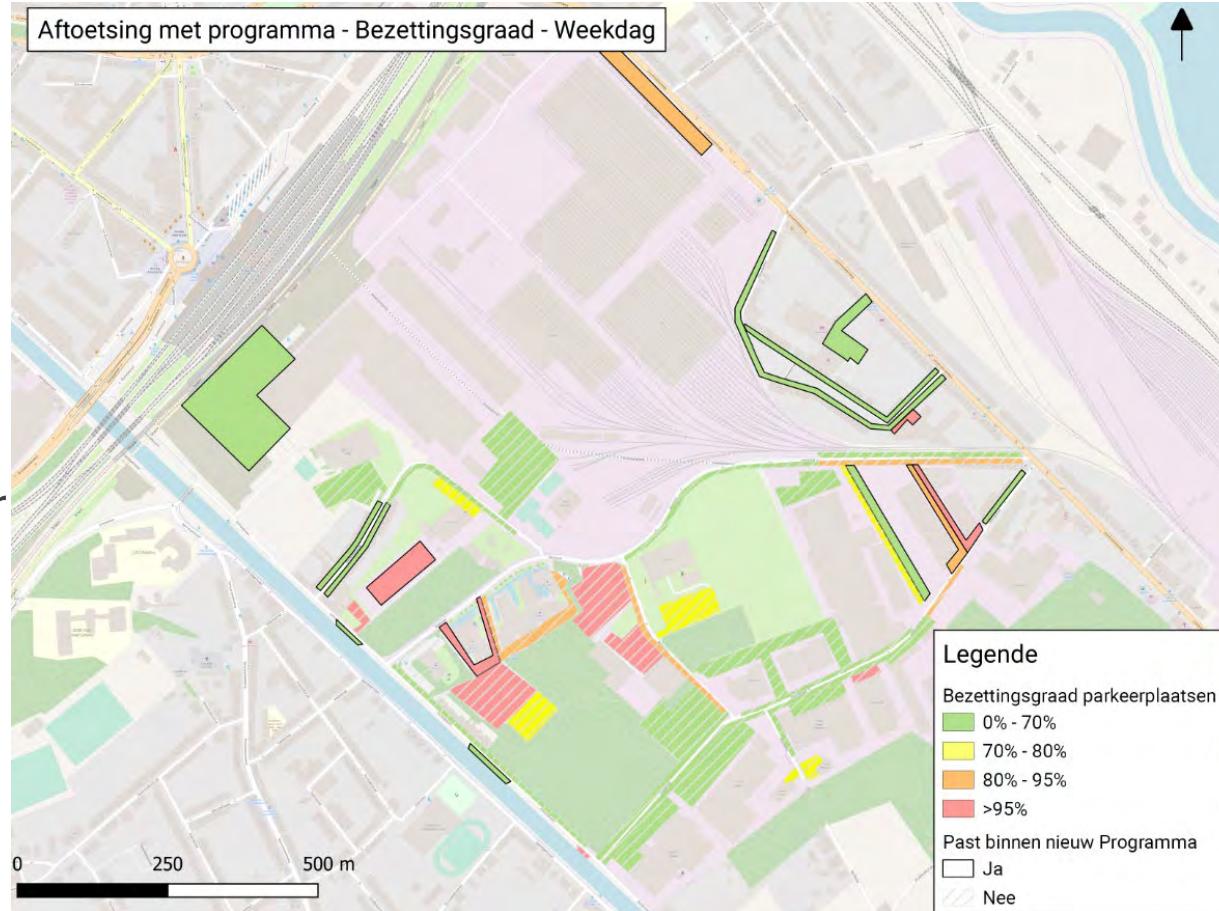 Aftoetsing met programma - Bezettingsgraad - Weekdag
Legende
Bezettingsgraad parkeerplaatsen
0% - 70%
70% - 80%
80% - 95%
>95%
Past binnen nieuw Programma
Ja
Nee
0 250 500 m